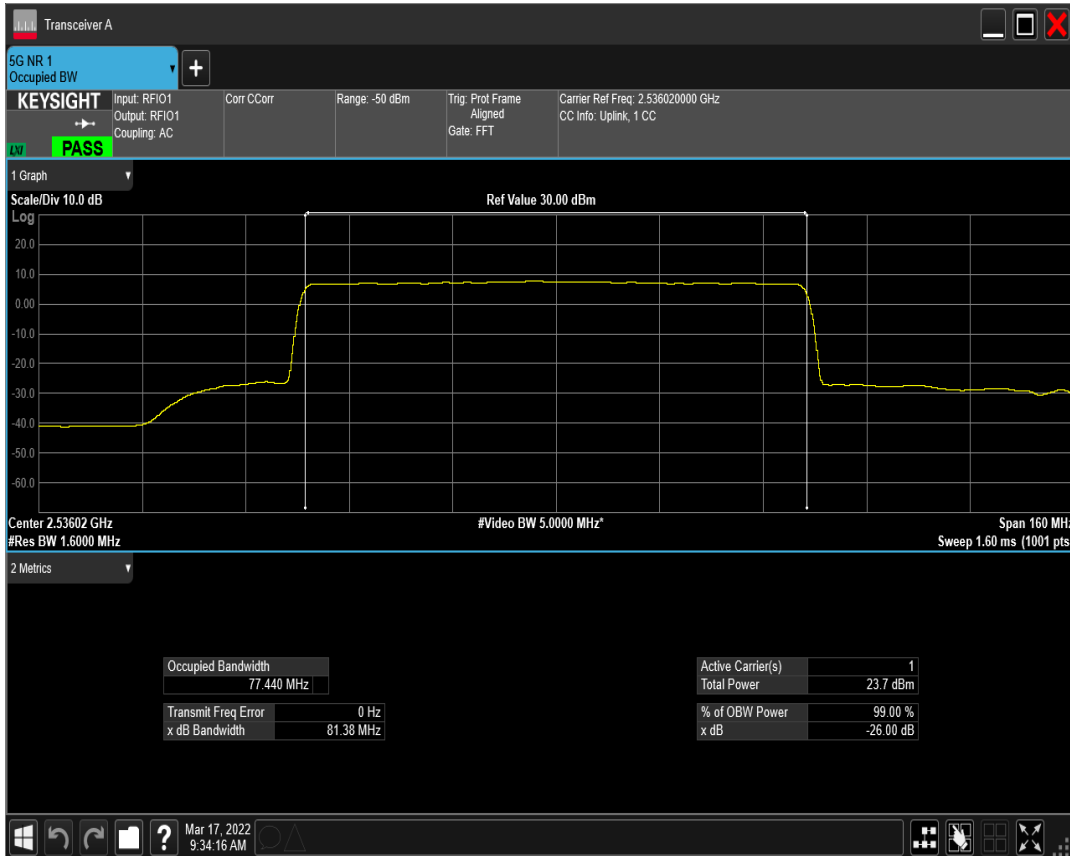 Transceiver A
5G NR 1
Occupied BW
KEYSIGHT
LXI
PASS
Input: RFIO1
Output: RFIO1
Coupling: AC
Corr CCorr
Range: -50 dBm
Trig: Prot Frame
Aligned
Gate: FFT
Carrier Ref Freq: 2.536020000 GHz
CC Info: Uplink, 1 CC
1 Graph
Scale/Div 10.0 dB
Ref Value 30.00 dBm
Log
20.0
10.0
0.00
-10.0
-20.0
-30.0
-40.0
-50.0
-60.0
Center 2.53602 GHz
#Video BW 5.0000 MHz*
Span 160 MHz
#Res BW 1.6000 MHz
Sweep 1.60 ms (1001 pts
2 Metrics
Occupied Bandwidth
77.440 MHz
Transmit Freq Error 0 Hz
x dB Bandwidth 81.38 MHz
Active Carrier(s) 1
Total Power 23.7 dBm
% of OBW Power 99.00 %
x dB -26.00 dB
Mar 17, 2022
9:34:16 AM